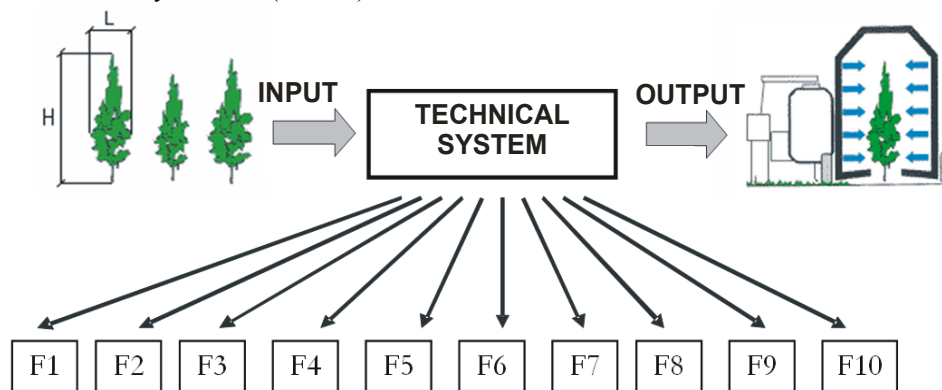 L
H
INPUT
TECHNICAL
SYSTEM
OUTPUT
F1 F2 F3 F4 F5 F6 F7 F8 F9 F10